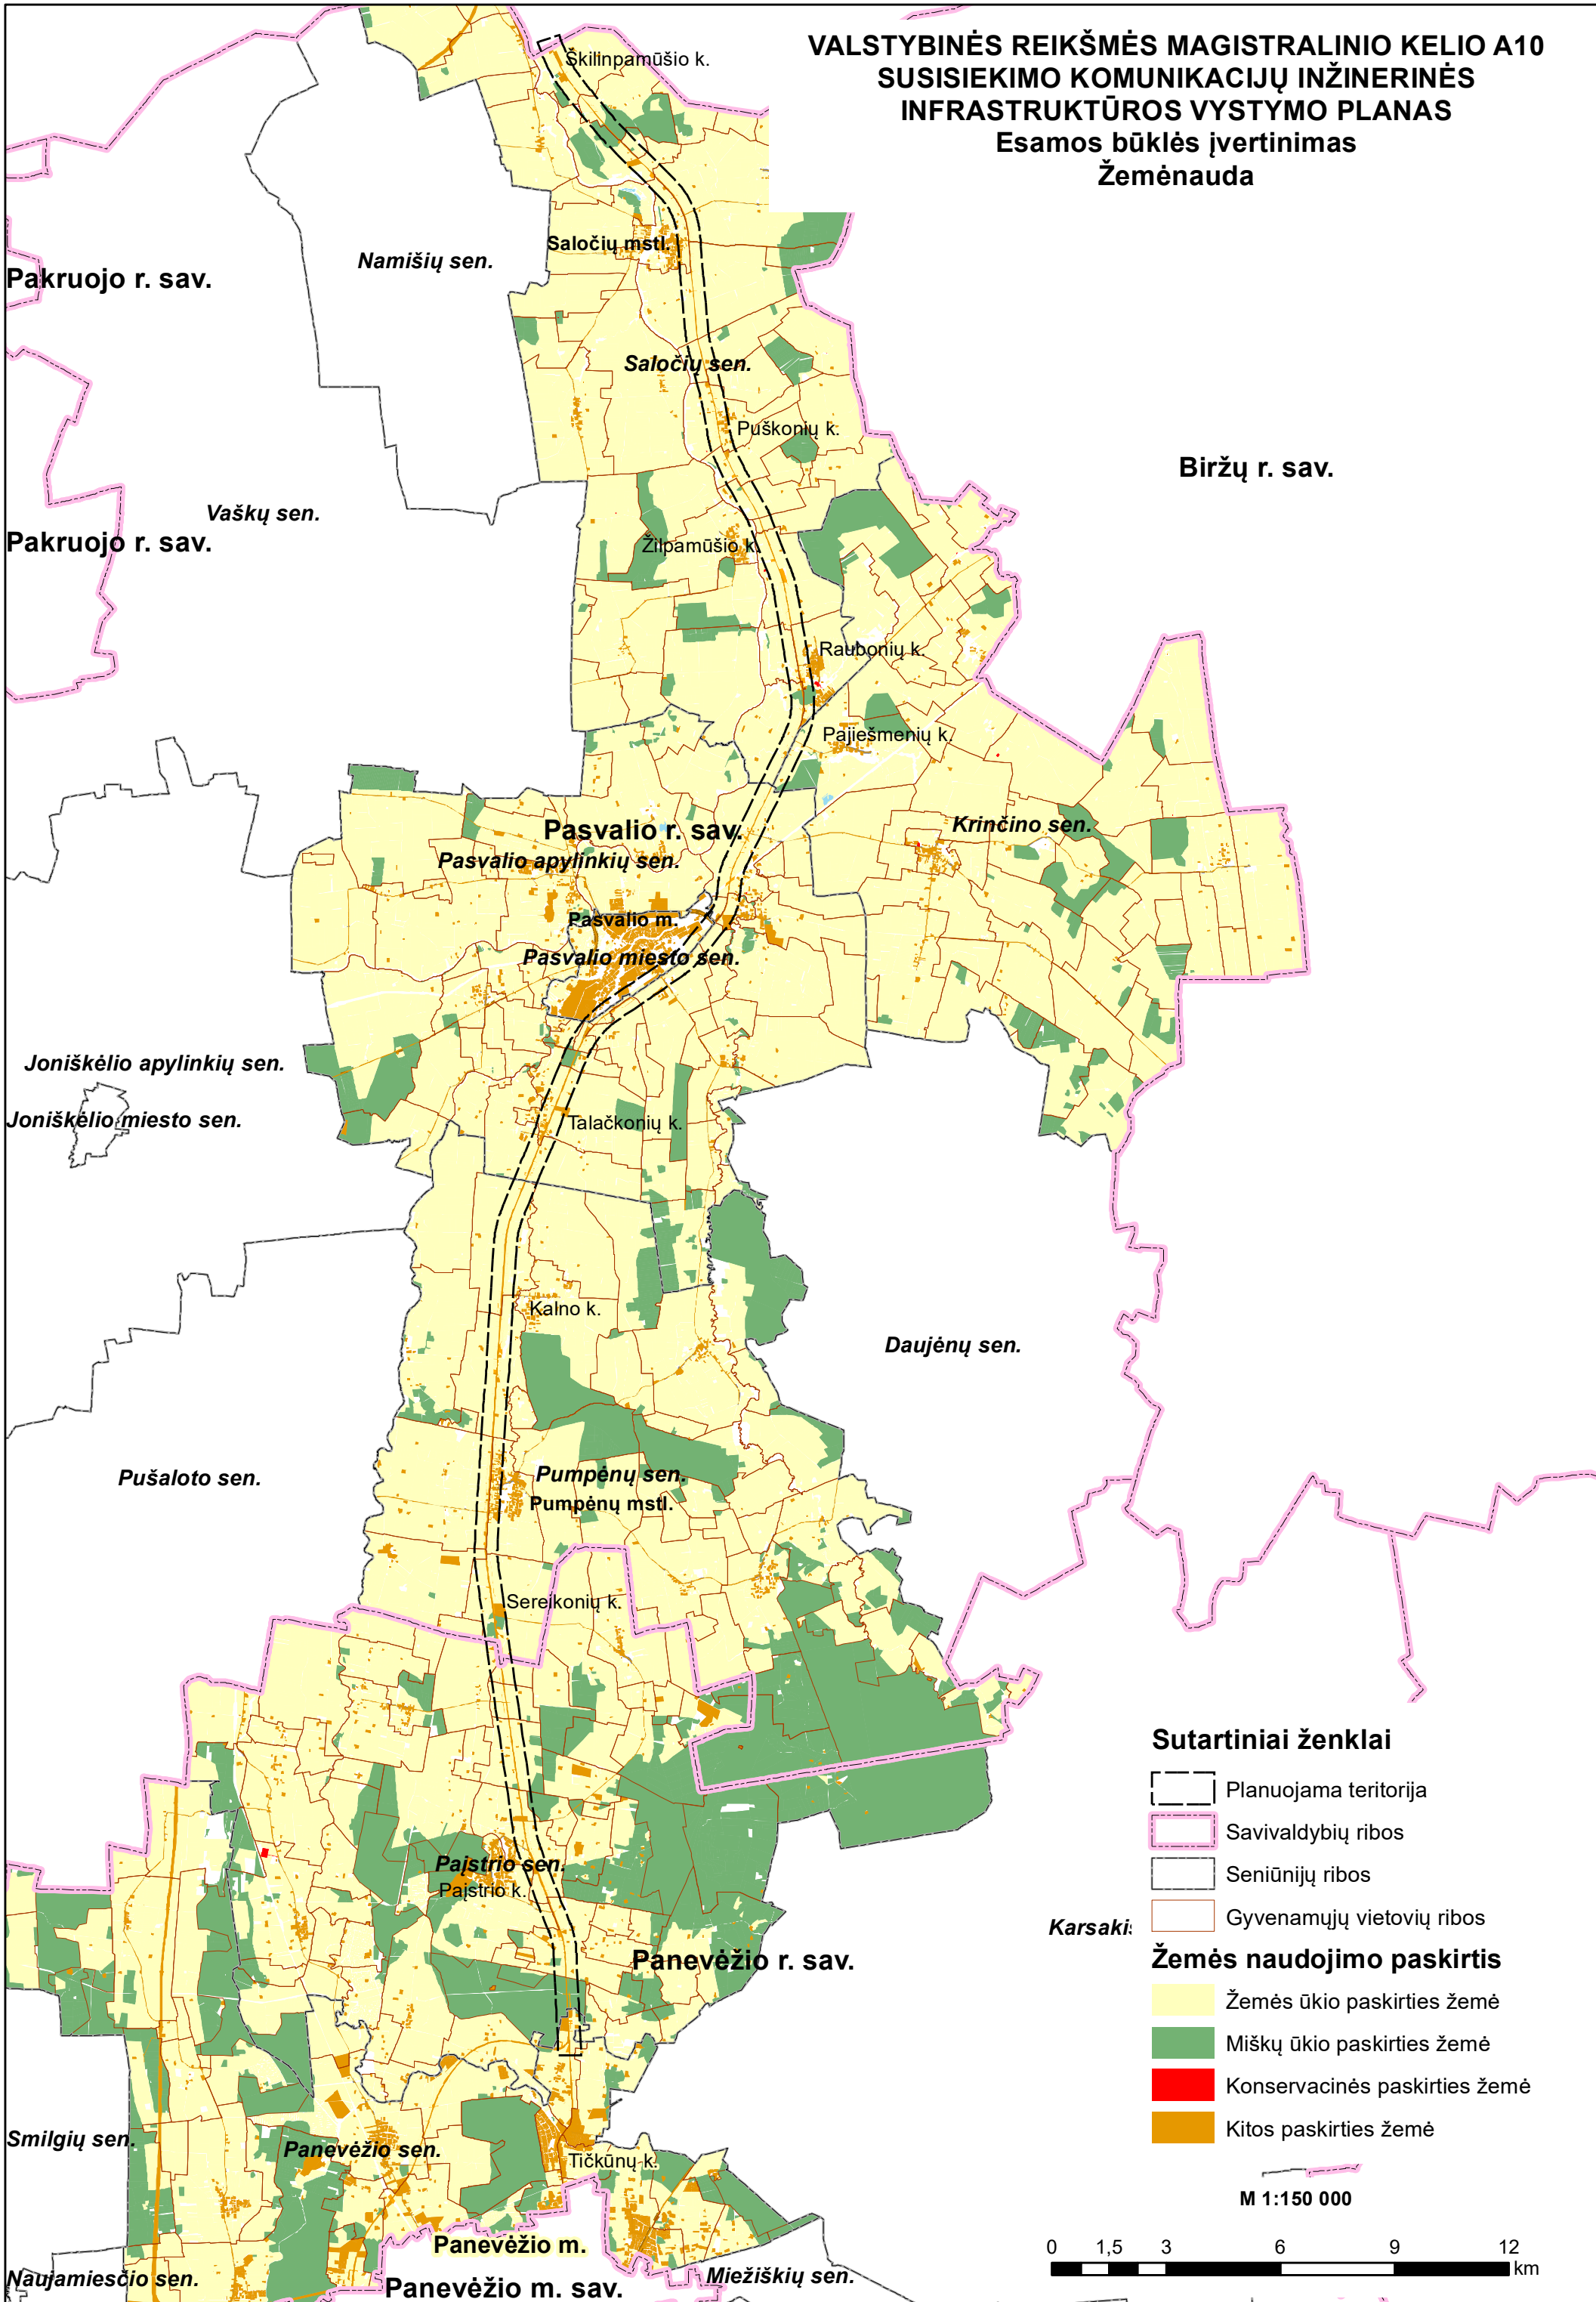 VALSTYBINĖS REIKŠMĖS MAGISTRALINIO KELIO A10
SUSISIEKIMO KOMUNIKACIJŲ INŽINERINĖS
INFRASTRUKTŪROS VYSTYMO PLANAS
Esamos būklės įvertinimas
Žemėnauda
Škilinpamūšio k.
Saločių mstl.
Namišių sen.
Pakruojo r. sav.
Saločių sen.
Puškonių k.
Biržų r. sav.
Vaškų sen.
Pakruojo r. sav.
Žilpamūšio k.
Raubonių k.
Pajiešmenių k.
Pasvalio r. sav.
Krinčino sen.
Pasvalio apylinkių sen.
Pasvalio m.
Pasvalio miesto sen.
Joniškėlio apylinkių sen.
Joniškėlio miesto sen.
Talačkonių k.
Kalno k.
Daujėnų sen.
Pušaloto sen.
Pumpėnų sen.
Pumpėnų mstl.
Sereikonių k.
Sutartiniai ženklai
Planuojama teritorija
Savivaldybių ribos
Seniūnijų ribos
Gyvenamųjų vietovių ribos
Žemės naudojimo paskirtis
Žemės ūkio paskirties žemė
Miškų ūkio paskirties žemė
Konservacinės paskirties žemė
Kitos paskirties žemė
Paįstrio sen.
Paįstrio k.
Karsakiš
Panevėžio r. sav.
Smilgių sen.
Panevėžio sen.
Tičkūnų k.
M 1:150 000
0 1,5 3 6 9 12
km
Panevėžio m.
Naujamiesčio sen.
Panevėžio m. sav.
Miežiškių sen.